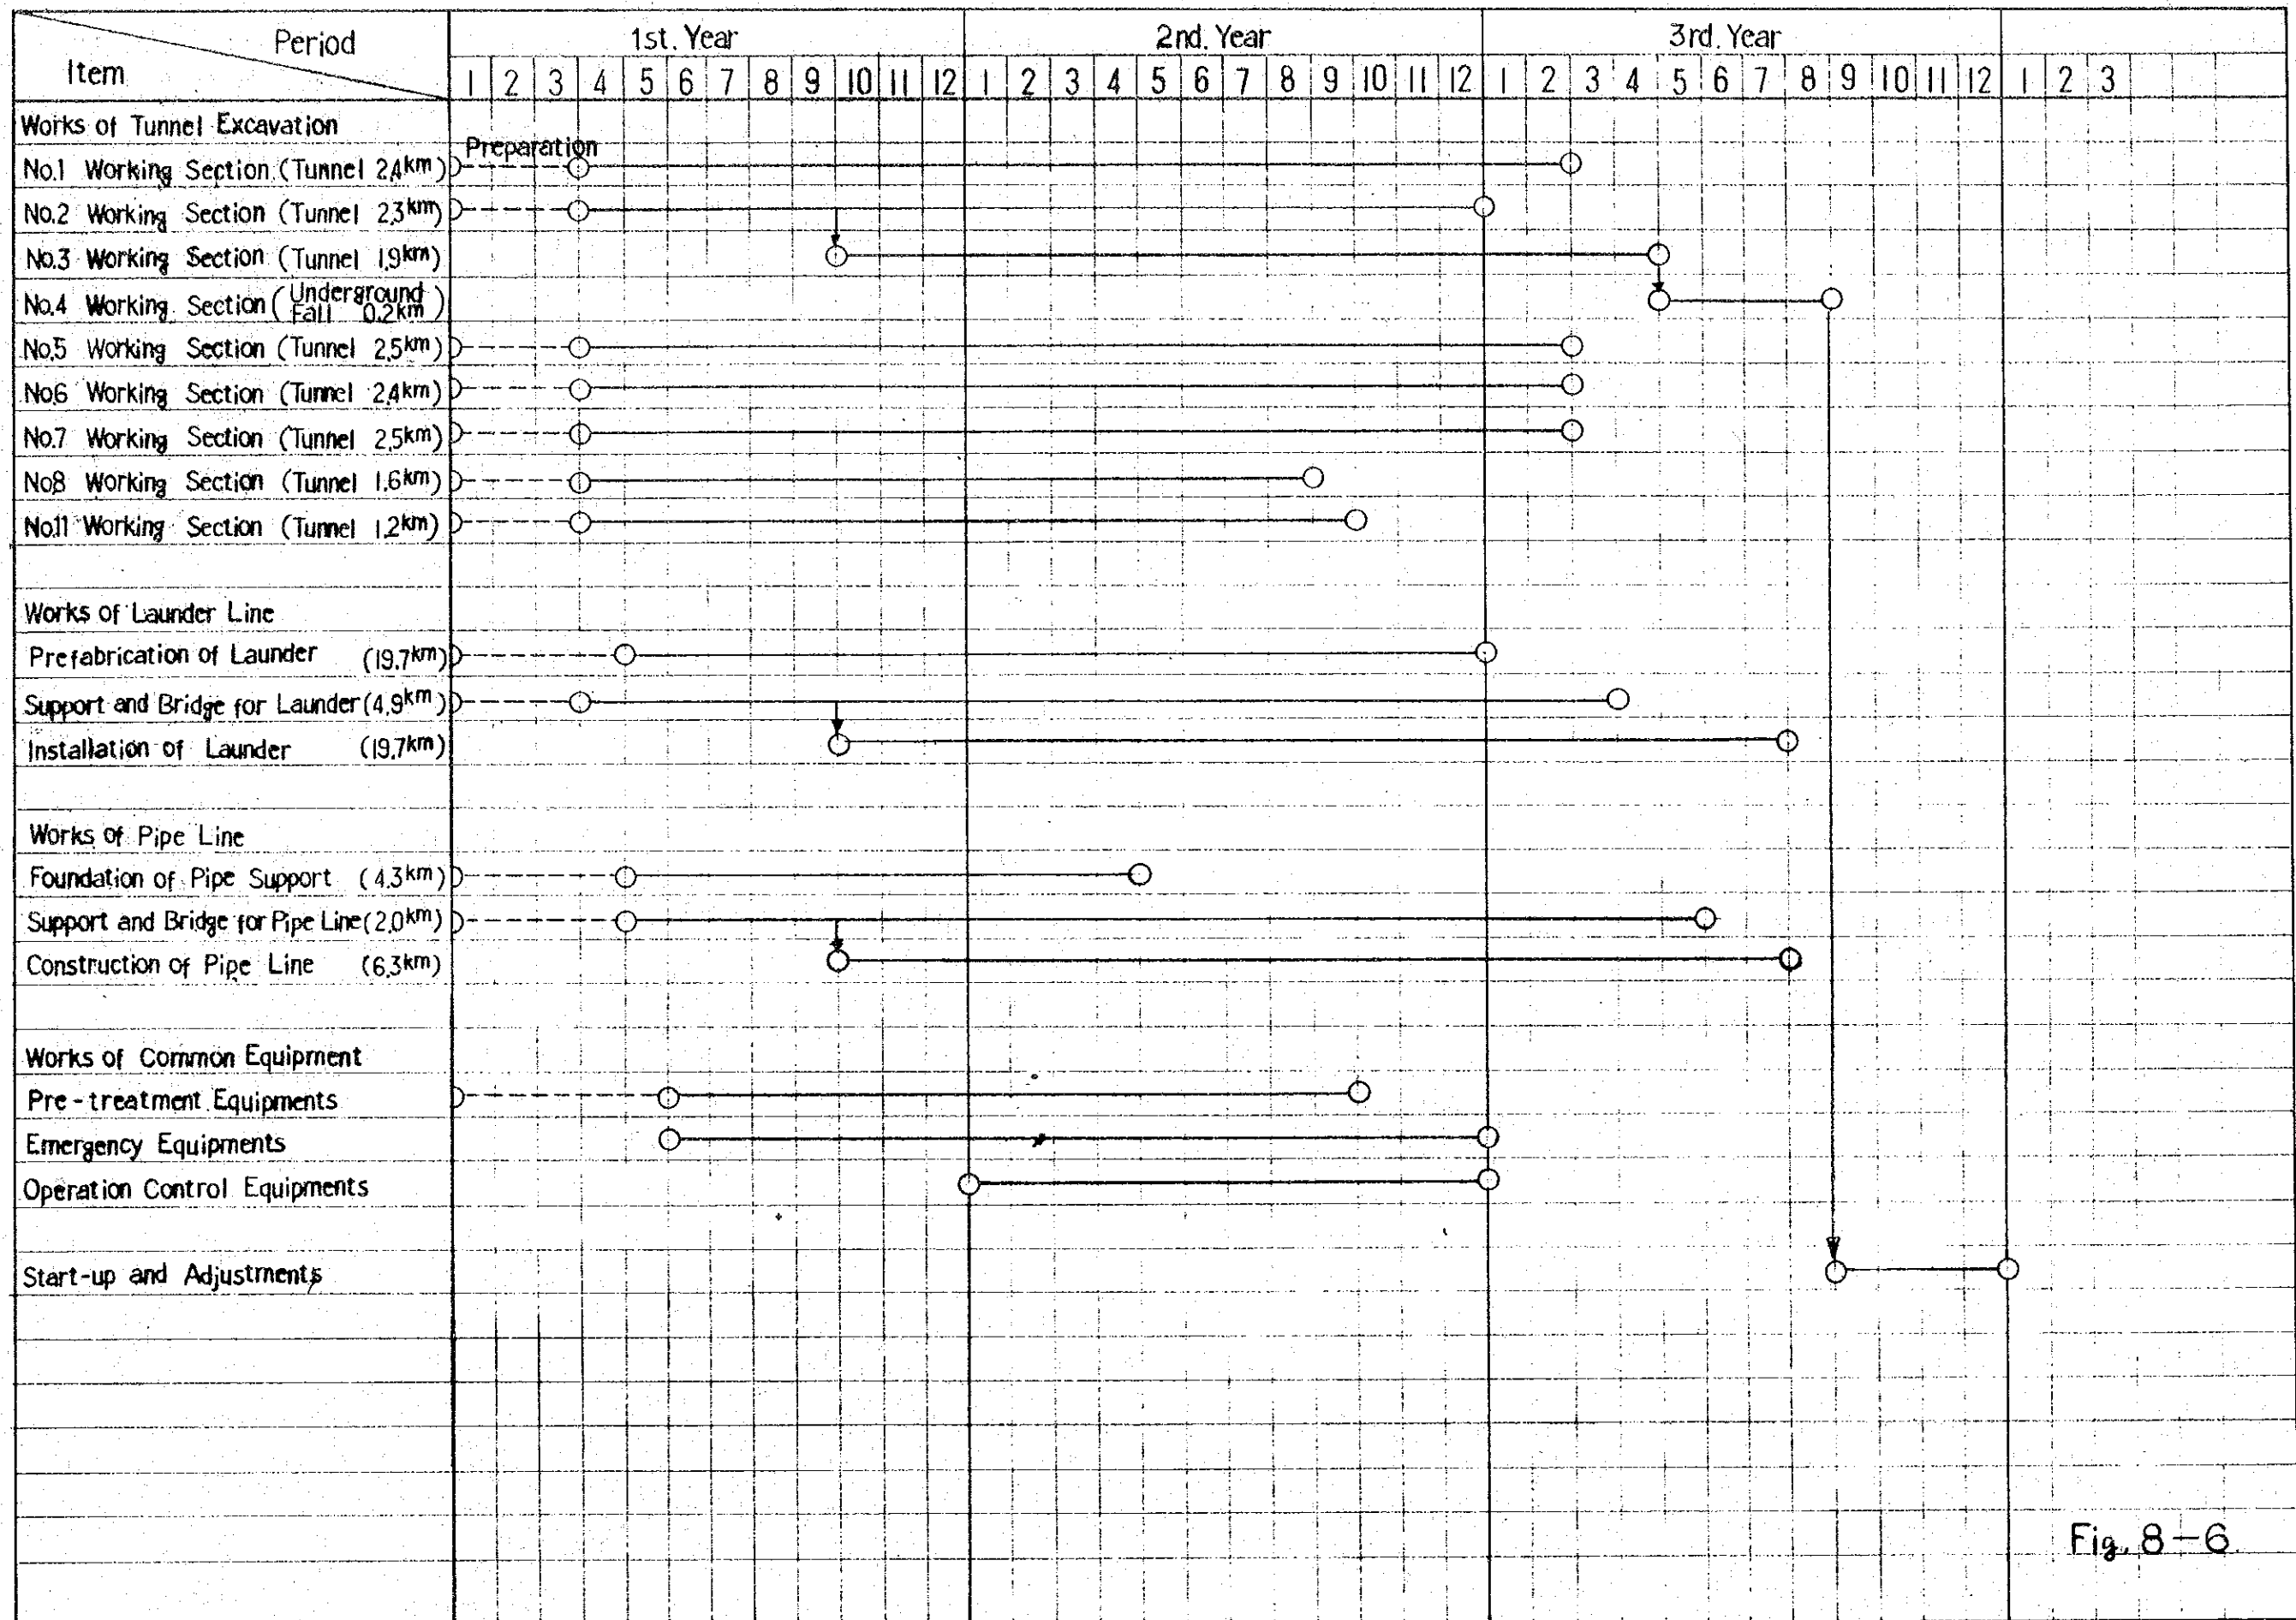 Period
Item
1st. Year 2nd. Year 3rd. Year
1 2 3 4 5 6 7 8 9 10 11 12 1 2 3 4 5 6 7 8 9 10 11 12 1 2 3 4 5 6 7 8 9 10 11 12 1 2 3
Works of Tunnel Excavation
Preparation
No.1 Working Section (Tunnel 2.4km)
No.2 Working Section (Tunnel 2.3km)
No.3 Working Section (Tunnel 1.9km)
No.4 Working Section (Underground
Fall 0.2km)
No.5 Working Section (Tunnel 2.5km)
No.6 Working Section (Tunnel 2.4km)
No.7 Working Section (Tunnel 2.5km)
No8 Working Section (Tunnel 1.6km)
No.11 Working Section (Tunnel 1.2km)
Works of Launder Line
Prefabrication of Launder (19.7km)
Support and Bridge for Launder (4.9km)
Installation of Launder (19.7km)
Works of Pipe Line
Foundation of Pipe Support (4.3km)
Support and Bridge for Pipe Line (2.0km)
Construction of Pipe Line (6.3km)
Works of Common Equipment
Pre-treatment Equipments
Emergency Equipments
Operation Control Equipments
Start-up and Adjustments
Fig. 8-6